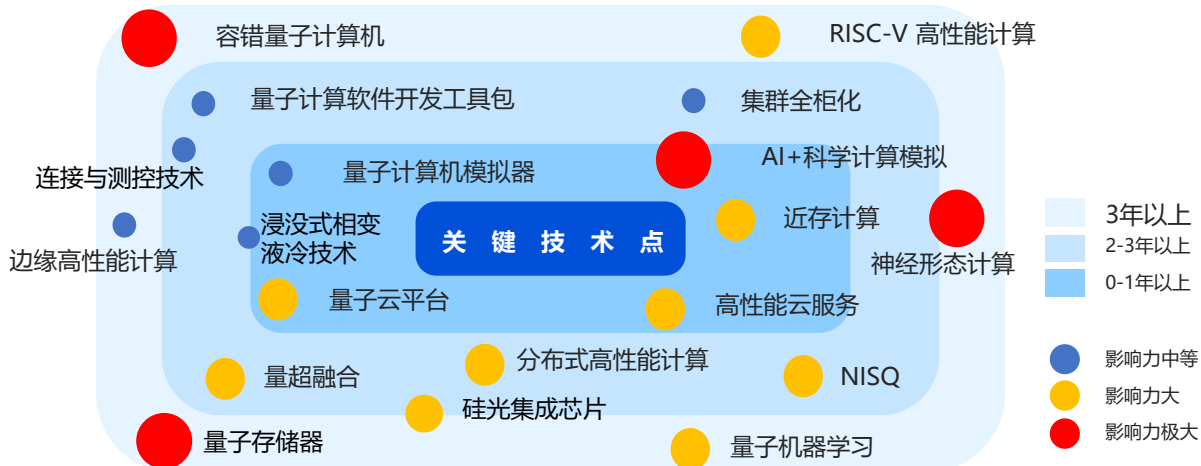 容错量子计算机
RISC-V 高性能计算
量子计算软件开发工具包
集群全柜化
连接与测控技术
量子计算机模拟器
AI+科学计算模拟
浸没式相变
液冷技术
关键技术点
近存计算
边缘高性能计算
神经形态计算
量子云平台
高性能云服务
量超融合
分布式高性能计算
NISQ
硅光集成芯片
量子存储器
量子机器学习
3年以上
2-3年以上
0-1年以上
影响力中等
影响力大
影响力极大